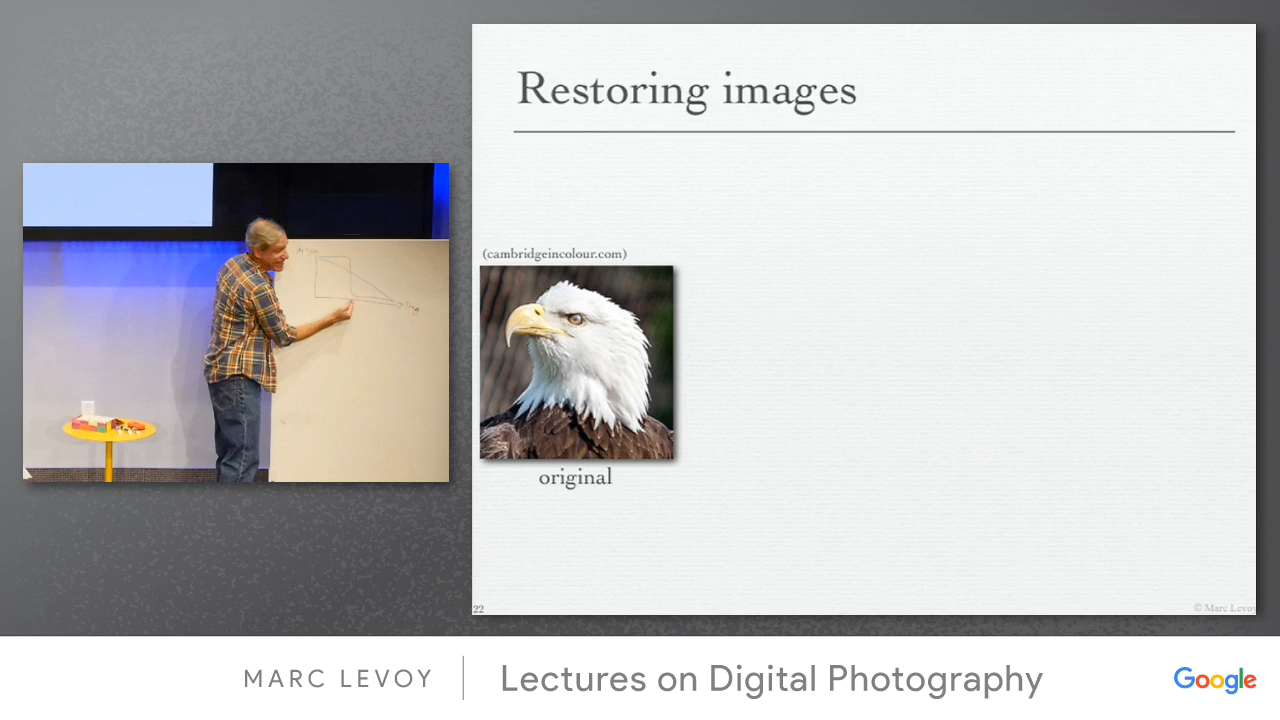 Restoring images
(cambridgeincolour.com)
original
22
© Marc Levoy
MARC LEVOY
Lectures on Digital Photography
Google